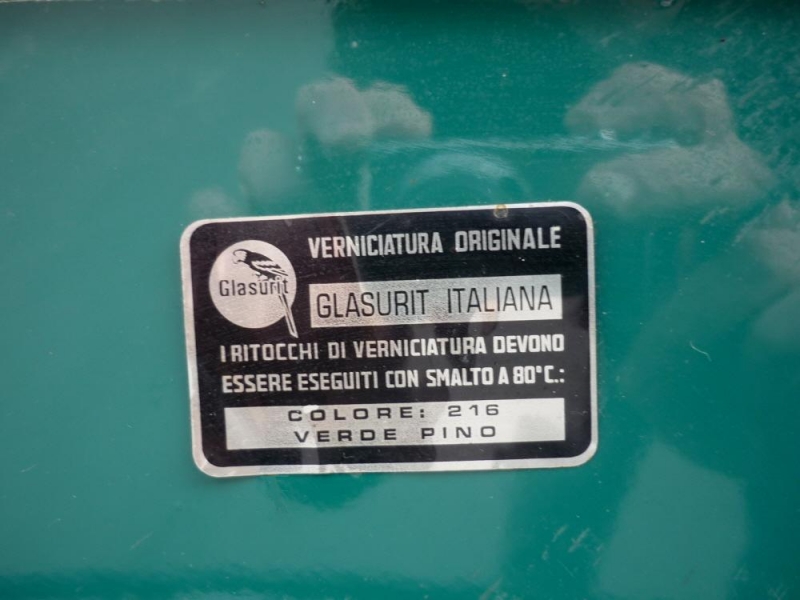 VERNICIATURA ORIGINALE
Glasurit
GLASURIT ITALIANA
I RITOCCHI DI VERNICIATURA DEVONO
ESSERE ESEGUITI CON SMALTO A 80°C.:
COLORE: 216
VERDE PINO